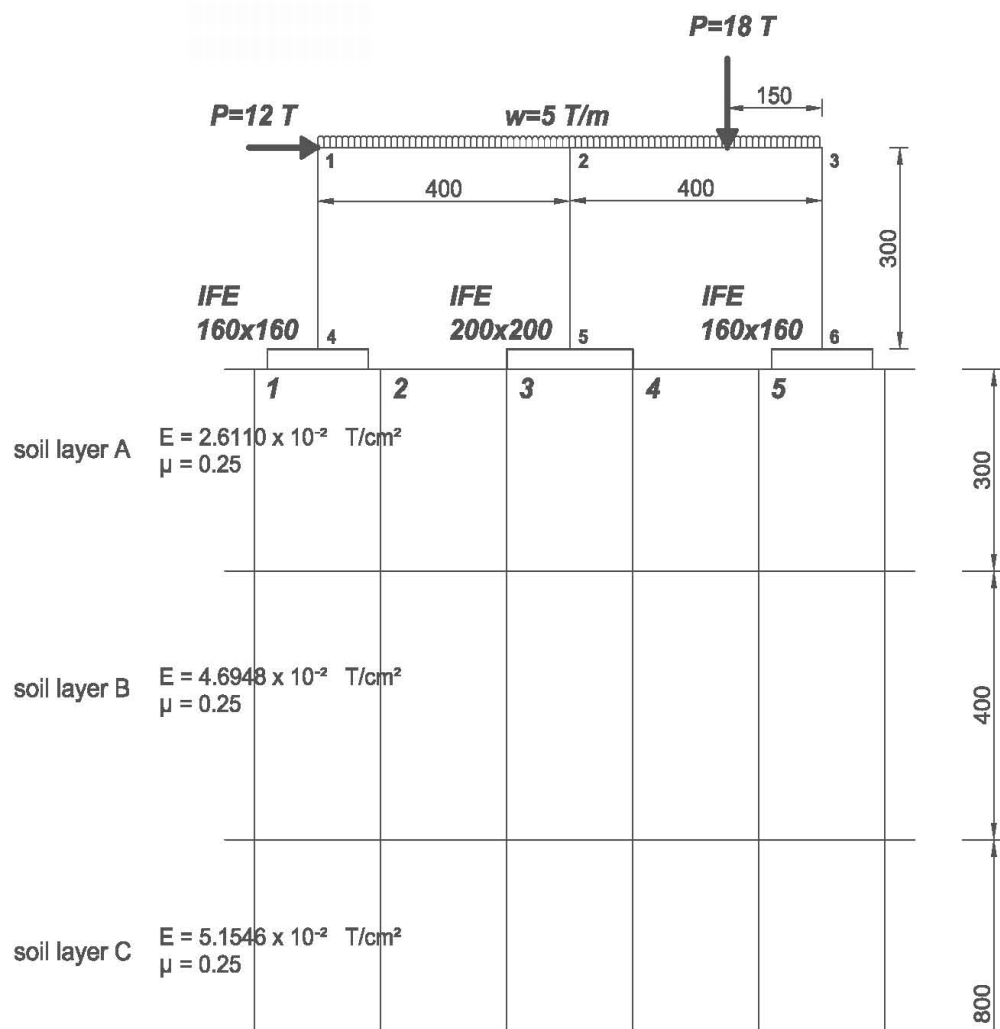 P=18 T
150
P=12 T
w=5 T/m
1
2
3
400
400
300
IFE
160x160
IFE
200x200
IFE
160x160
4
5
6
1
2
3
4
5
soil layer A
E = 2.6110 x 10⁻² T/cm²
μ = 0.25
300
soil layer B
E = 4.6948 x 10⁻² T/cm²
μ = 0.25
400
soil layer C
E = 5.1546 x 10⁻² T/cm²
μ = 0.25
800